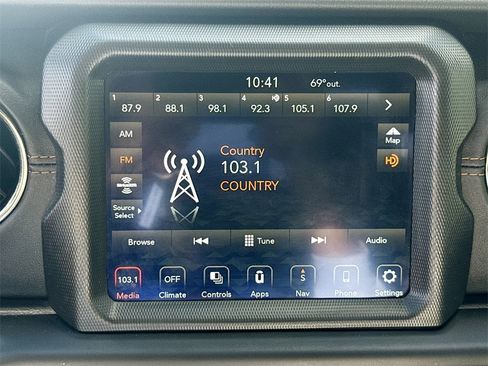 10:41 69°out.
1 2 3 4 5 6
87.9 88.1 98.1 92.3 105.1 107.9
AM
Map
Country
FM
103.1
HD
COUNTRY
Source
Select
Browse Tune Audio
103.1 OFF S
Media Climate Controls Apps Nav Phone Settings